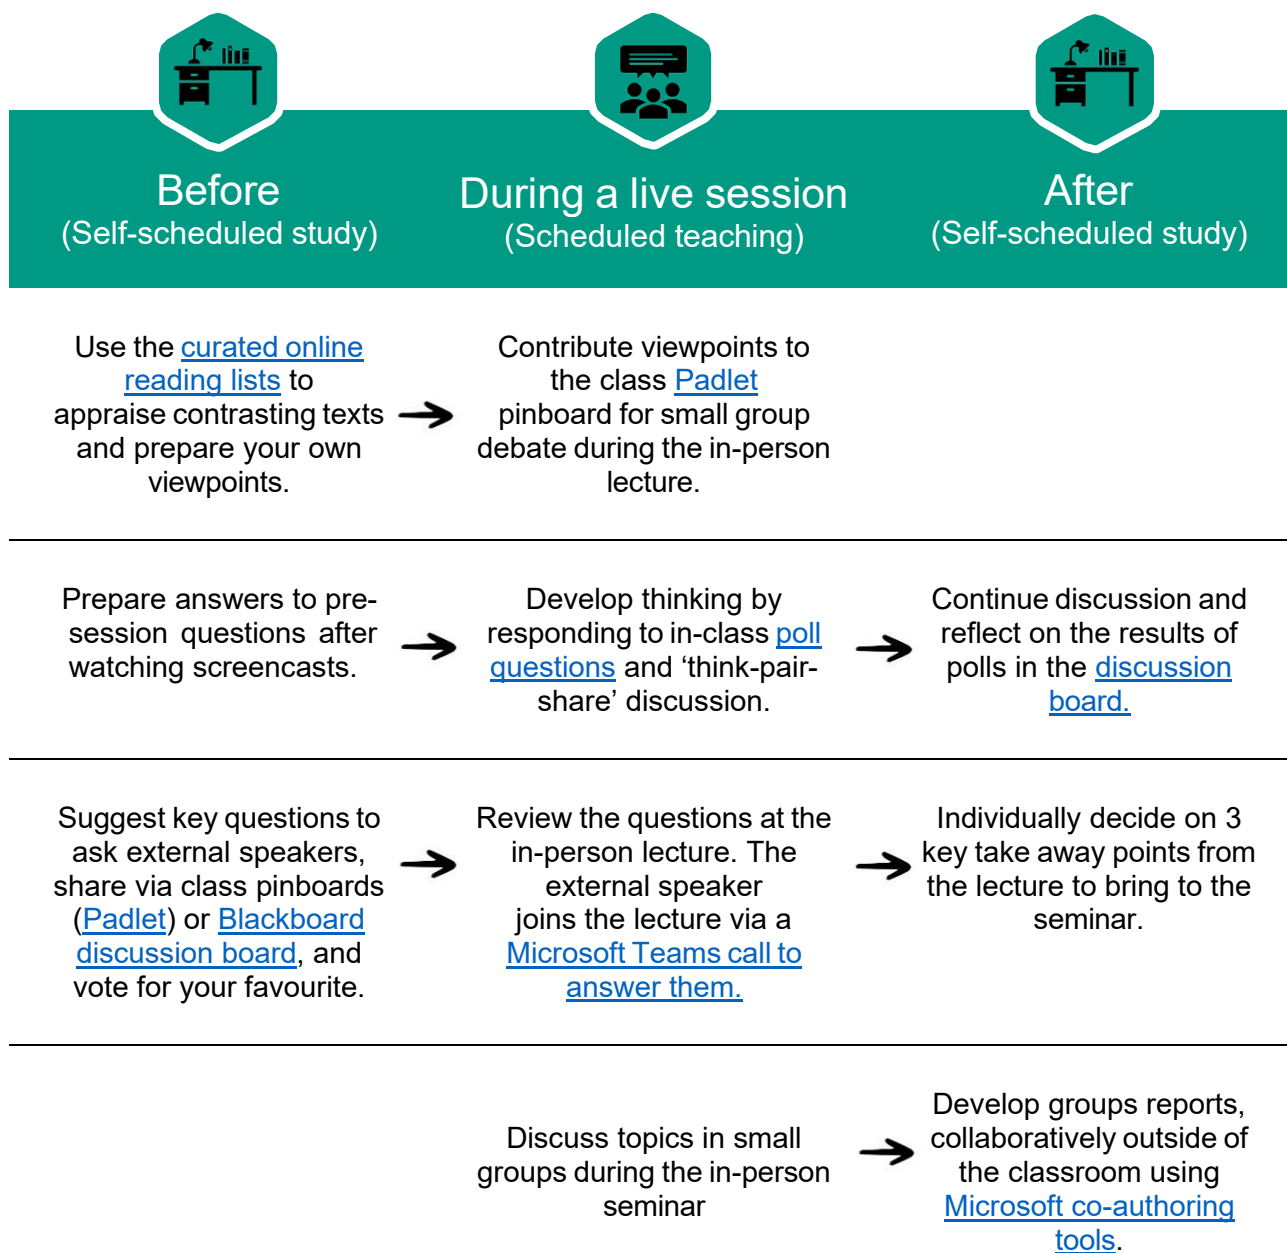 Before
(Self-scheduled study)
During a live session
(Scheduled teaching)
After
(Self-scheduled study)
Use the curated online
reading lists to
appraise contrasting texts
and prepare your own
viewpoints.
Contribute viewpoints to
the class Padlet
pinboard for small group
debate during the in-person
lecture.
Prepare answers to pre-
session questions after
watching screencasts.
Develop thinking by
responding to in-class poll
questions and ‘think-pair-
share’ discussion.
Continue discussion and
reflect on the results of
polls in the discussion
board.
Suggest key questions to
ask external speakers,
share via class pinboards
(Padlet) or Blackboard
discussion board, and
vote for your favourite.
Review the questions at the
in-person lecture. The
external speaker
joins the lecture via a
Microsoft Teams call to
answer them.
Individually decide on 3
key take away points from
the lecture to bring to the
seminar.
Discuss topics in small
groups during the in-person
seminar
Develop groups reports,
collaboratively outside of
the classroom using
Microsoft co-authoring
tools.